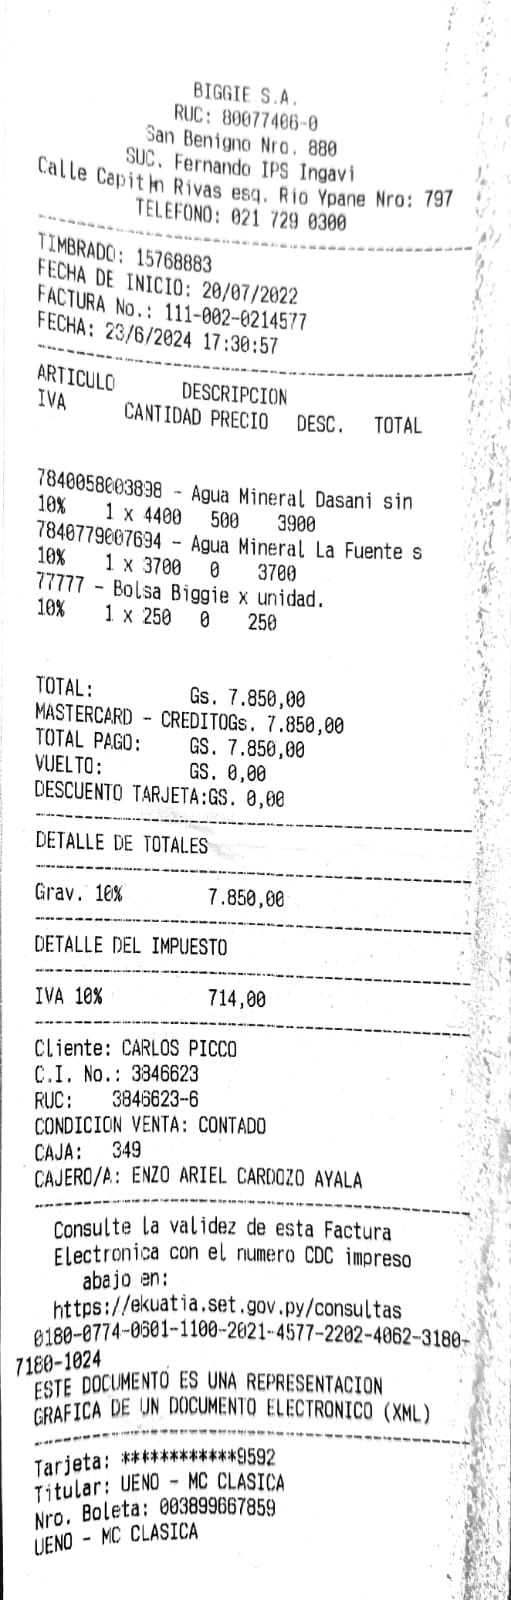 BIGGIE S.A.
RUC: 80077406-0
San Benigno Nro. 880
SUC. Fernando IPS Ingavi
Calle Capitán Rivas esq. Rio Ypane Nro: 797
TELEFONO: 021 729 0300
TIMBRADO: 15768883
FECHA DE INICIO: 20/07/2022
FACTURA No.: 111-002-0214577
FECHA: 23/6/2024 17:30:57
ARTICULO DESCRIPCION
IVA CANTIDAD PRECIO DESC. TOTAL
7840058003898 - Agua Mineral Dasani sin
10% 1 x 4400 500 3900
7840779007694 - Agua Mineral La Fuente s
10% 1 x 3700 0 3700
77777 - Bolsa Biggie x unidad.
10% 1 x 250 0 250
TOTAL: Gs. 7.850,00
MASTERCARD - CREDITOGs. 7.850,00
TOTAL PAGO: GS. 7.850,00
VUELTO: GS. 0,00
DESCUENTO TARJETA:GS. 0,00
DETALLE DE TOTALES
Grav. 10% 7.850,00
DETALLE DEL IMPUESTO
IVA 10% 714,00
Cliente: CARLOS PICCO
C.I. No.: 3846623
RUC: 3846623-6
CONDICION VENTA: CONTADO
CAJA: 349
CAJERO/A: ENZO ARIEL CARDOZO AYALA
Consulte la validez de esta Factura
Electronica con el numero CDC impreso
abajo en:
https://ekuatia.set.gov.py/consultas
0180-0774-0601-1100-2021-4577-2202-4062-3180-
7180-1024
ESTE DOCUMENTO ES UNA REPRESENTACION
GRAFICA DE UN DOCUMENTO ELECTRONICO (XML)
Tarjeta: ************9592
Titular: UENO - MC CLASICA
Nro. Boleta: 003899667859
UENO - MC CLASICA